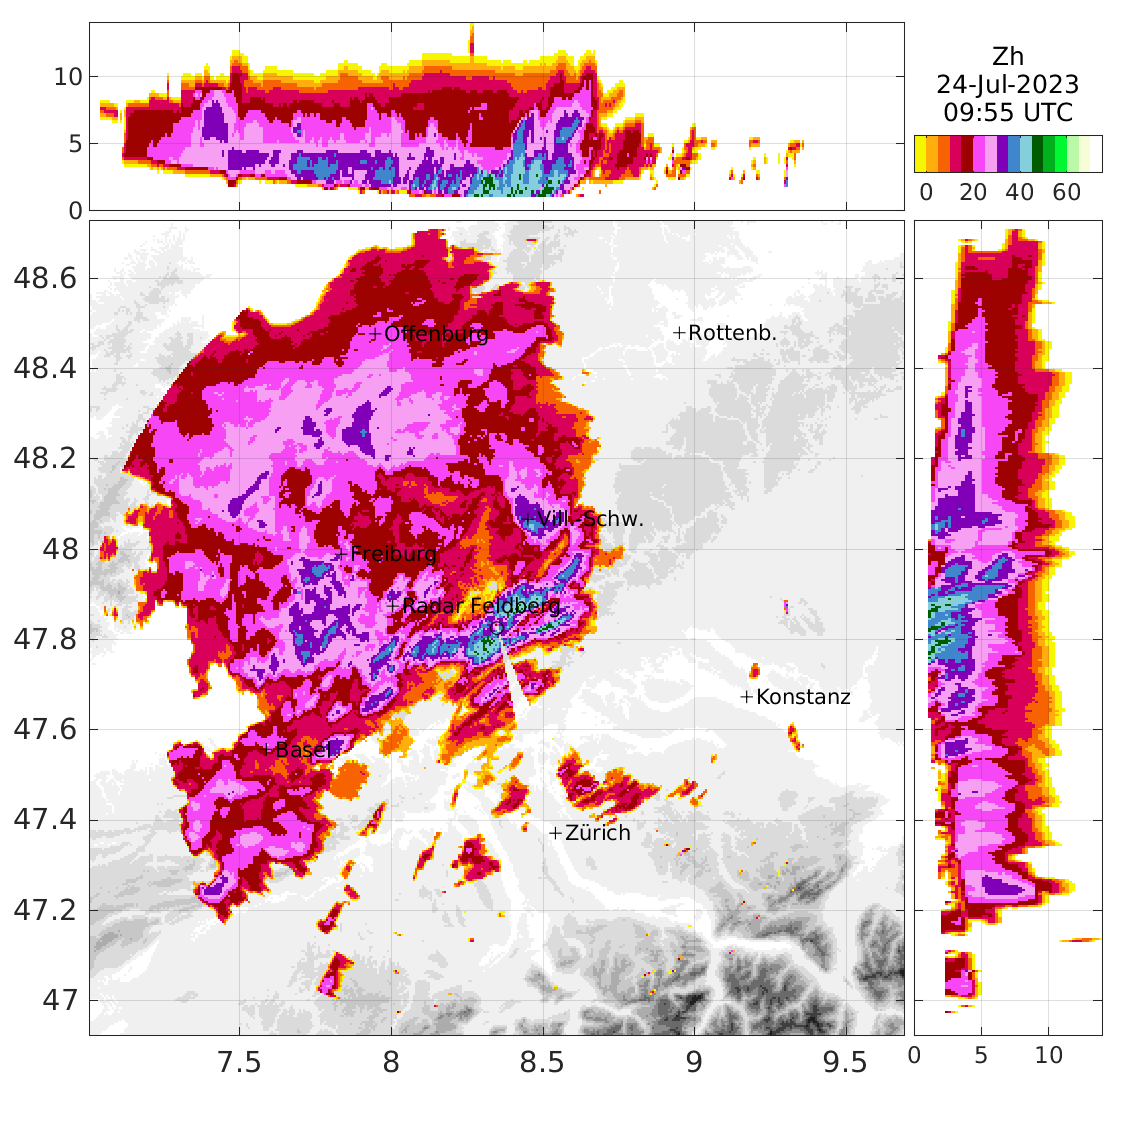 10
5
0
Zh
24-Jul-2023
09:55 UTC
0 20 40 60
48.6
48.4
48.2
48
47.8
47.6
47.4
47.2
47
+Offenburg
+Rottenb.
+Vill.-Schw.
+Freiburg
+Radar Feldberg
+Konstanz
+Basel
+Zürich
7.5 8 8.5 9 9.5
0 5 10